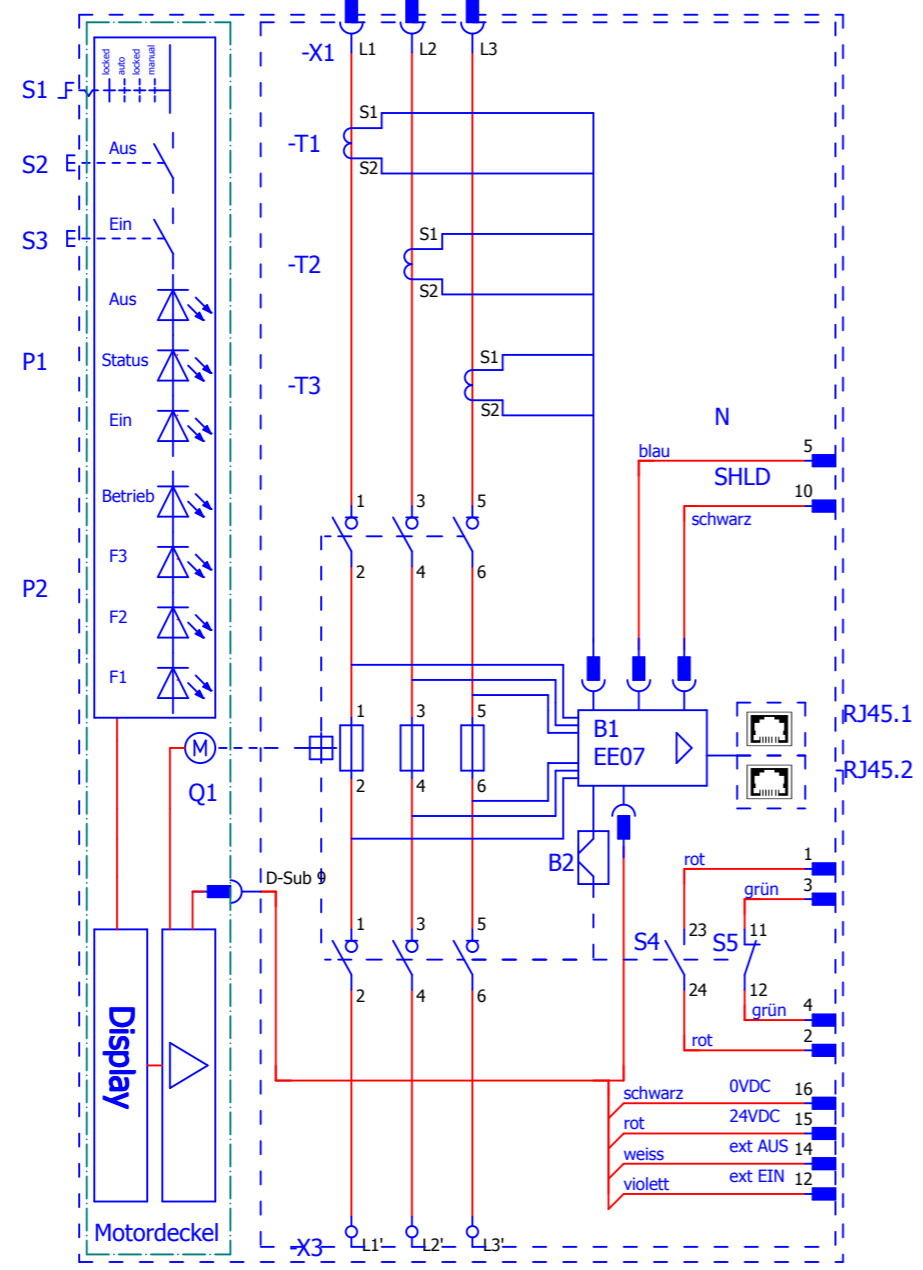 -X1 L1 L2 L3
S1 locked auto locked manual
S1
-T1
S2
S2 Aus
S3 Ein
S1
-T2
S2
Aus
P1 Status
S1
-T3
S2
Ein
N
blau 5
SHLD 10
schwarz
Betrieb
1 3 5
F3
2 4 6
P2
F2
F1
1 3 5
B1
EE07
RJ45.1
M
Q1
2 4 6
RJ45.2
B2
D-Sub 9
rot 1
grün 3
1 3 5
S4 23
S5 11
2 4 6
24
12
grün 4
rot 2
Display
schwarz 0VDC 16
rot 24VDC 15
weiss ext AUS 14
violett ext EIN 12
Motordeckel
-X3 L1' L2' L3'